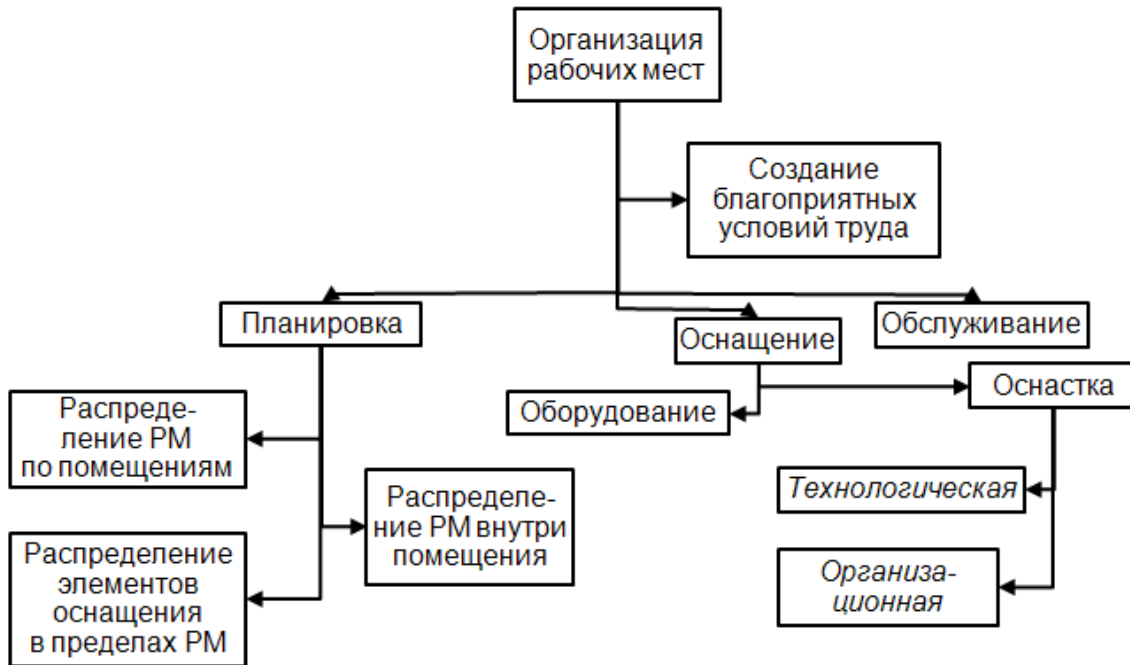 Организация
рабочих мест
Создание
благоприятных
условий труда
Планировка
Оснащение
Обслуживание
Оборудование
Оснастка
Распреде-
ление РМ
по помещениям
Распределе-
ние РМ внутри
помещения
Технологическая
Распределение
элементов
оснащения
в пределах РМ
Организа-
ционная